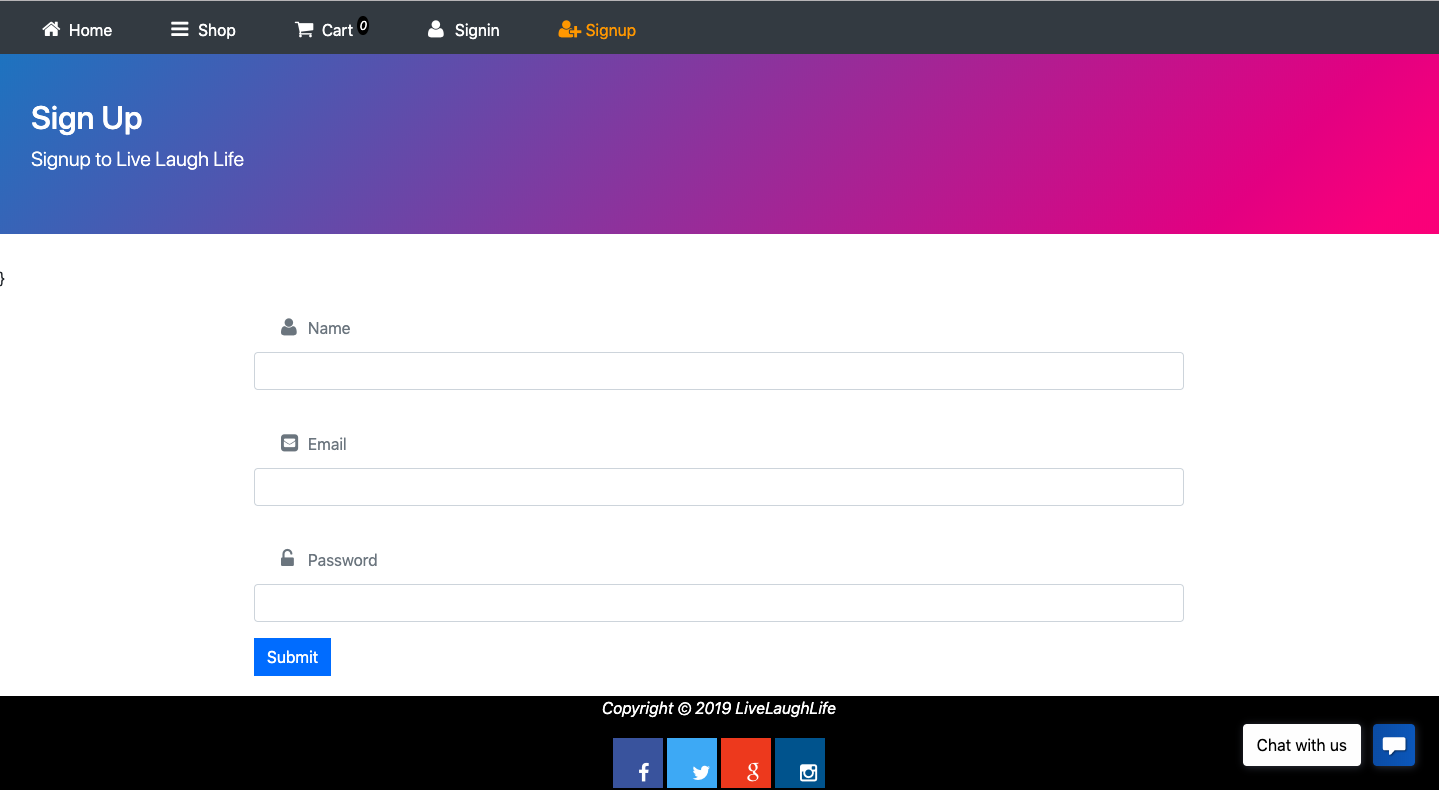 Home Shop Cart 0 Signin Signup
Sign Up
Signup to Live Laugh Life
}
Name
Email
Password
Submit
Copyright © 2019 LiveLaughLife
Chat with us